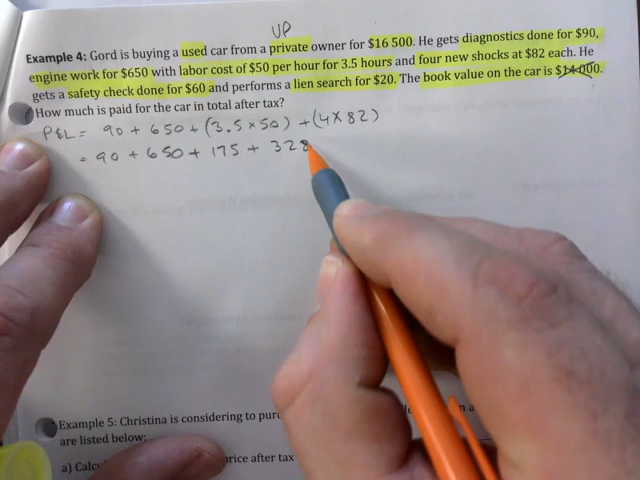 UP
Example 4: Gord is buying a used car from a private owner for $16 500. He gets diagnostics done for $90,
engine work for $650 with labor cost of $50 per hour for 3.5 hours and four new shocks at $82 each. He
gets a safety check done for $60 and performs a lien search for $20. The book value on the car is $14 000.
How much is paid for the car in total after tax?
P&L = 90 + 650 + (3.5 × 50) + (4 × 82)
= 90 + 650 + 175 + 328
Example 5: Christina is considering to
are listed below:
a) price after tax